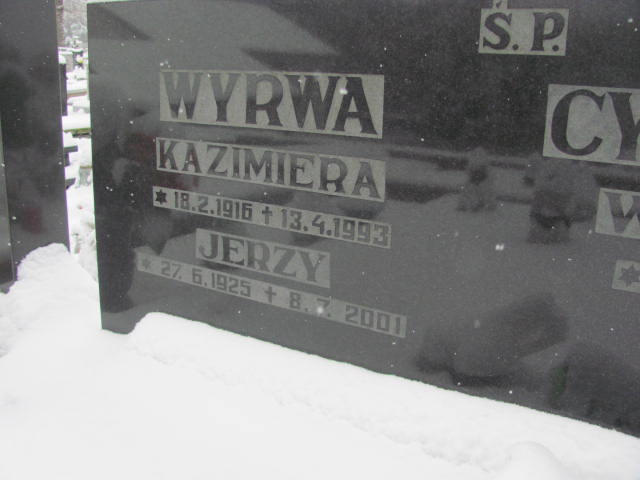 Ś.P.
WYRWA
KAZIMIERA
* 18.2.1916 ✝ 13.4.1993
JERZY
* 27.6.1925 ✝ 8.7.2001
CY
W
*